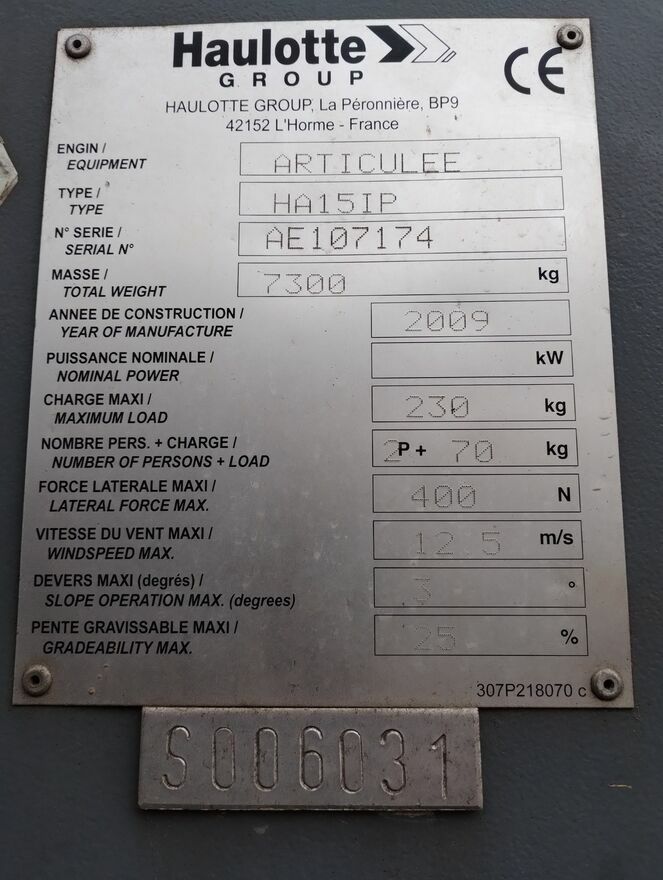 Haulotte
GROUP
CE
HAULOTTE GROUP, La Péronnière, BP9
42152 L'Horme - France
ENGIN /
EQUIPMENT
ARTICULEE
TYPE /
TYPE
HA15IP
N° SERIE /
SERIAL N°
AE107174
MASSE /
TOTAL WEIGHT
7300 kg
ANNEE DE CONSTRUCTION /
YEAR OF MANUFACTURE
2009
PUISSANCE NOMINALE /
NOMINAL POWER
kW
CHARGE MAXI /
MAXIMUM LOAD
230 kg
NOMBRE PERS. + CHARGE /
NUMBER OF PERSONS + LOAD
2P + 70 kg
FORCE LATERALE MAXI /
LATERAL FORCE MAX.
400 N
VITESSE DU VENT MAXI /
WINDSPEED MAX.
12.5 m/s
DEVERS MAXI (degrés) /
SLOPE OPERATION MAX. (degrees)
3 °
PENTE GRAVISSABLE MAXI /
GRADEABILITY MAX.
25 %
307P218070 c
S006031